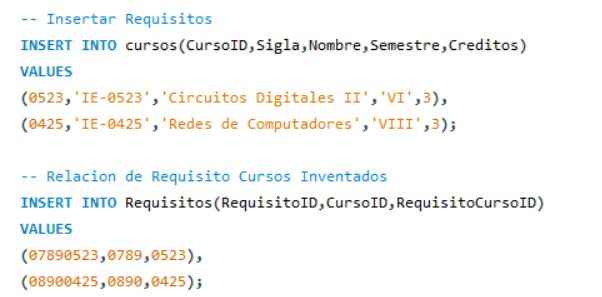 -- Insertar Requisitos
INSERT INTO cursos(CursoID,Sigla,Nombre,Semestre,Creditos)
VALUES
(0523,'IE-0523','Circuitos Digitales II','VI',3),
(0425,'IE-0425','Redes de Computadores','VIII',3);
-- Relacion de Requisito Cursos Inventados
INSERT INTO Requisitos(RequisitoID,CursoID,RequisitoCursoID)
VALUES
(07890523,0789,0523),
(08900425,0890,0425);